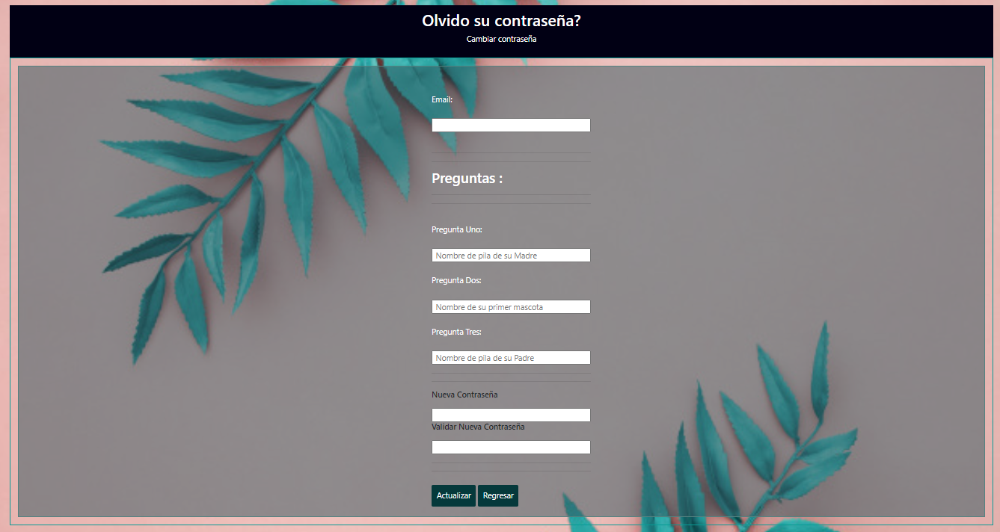 Olvido su contraseña?
Cambiar contraseña
Email:
Preguntas :
Pregunta Uno:
Nombre de pila de su Madre
Pregunta Dos:
Nombre de su primer mascota
Pregunta Tres:
Nombre de pila de su Padre
Nueva Contraseña
Validar Nueva Contraseña
Actualizar Regresar